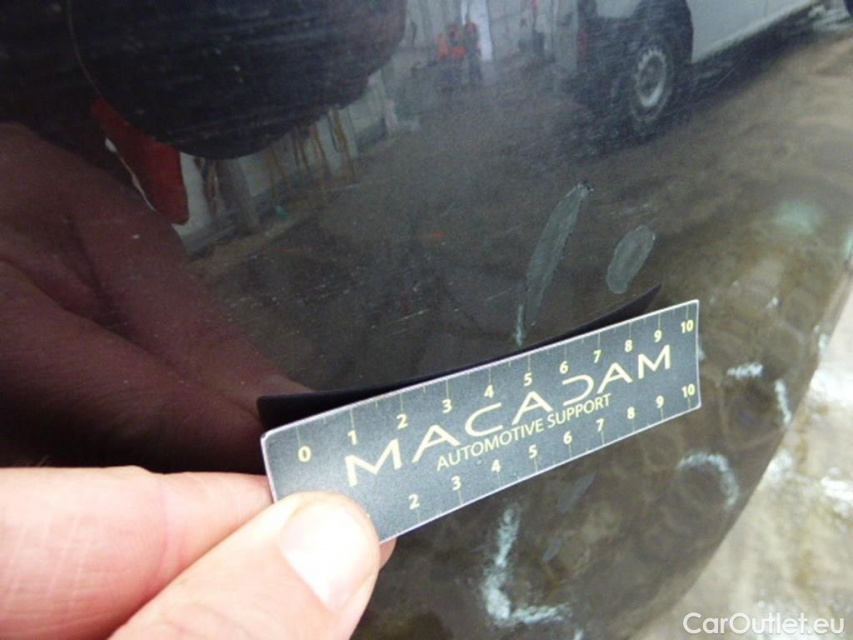 0 1 2 3 4 5 6 7 8 9 10
MACADAM
AUTOMOTIVE SUPPORT
2 3 4 5 6 7 8 9 10
CarOutlet.eu